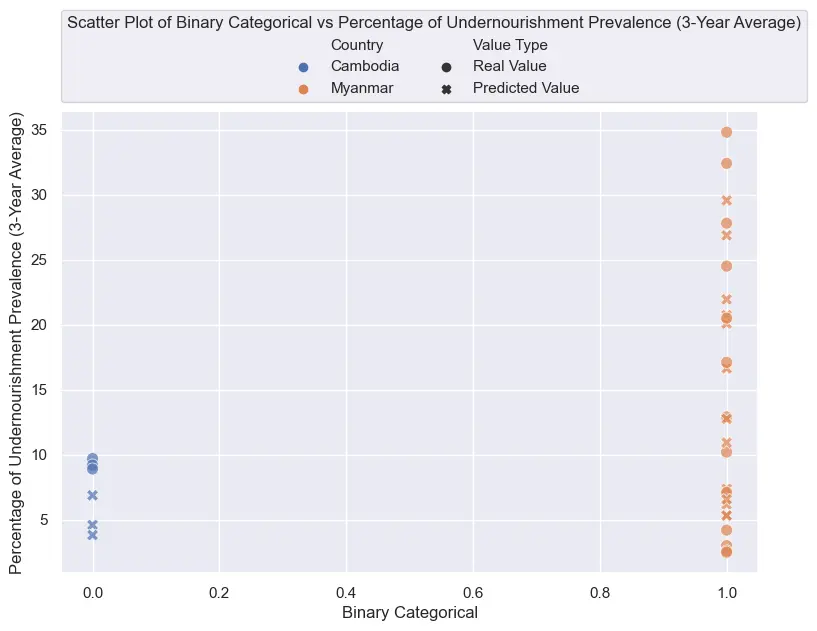 Scatter Plot of Binary Categorical vs Percentage of Undernourishment Prevalence (3-Year Average)
Country Value Type
Cambodia Real Value
Myanmar Predicted Value
Percentage of Undernourishment Prevalence (3-Year Average)
35
30
25
20
15
10
5
0.0 0.2 0.4 0.6 0.8 1.0
Binary Categorical